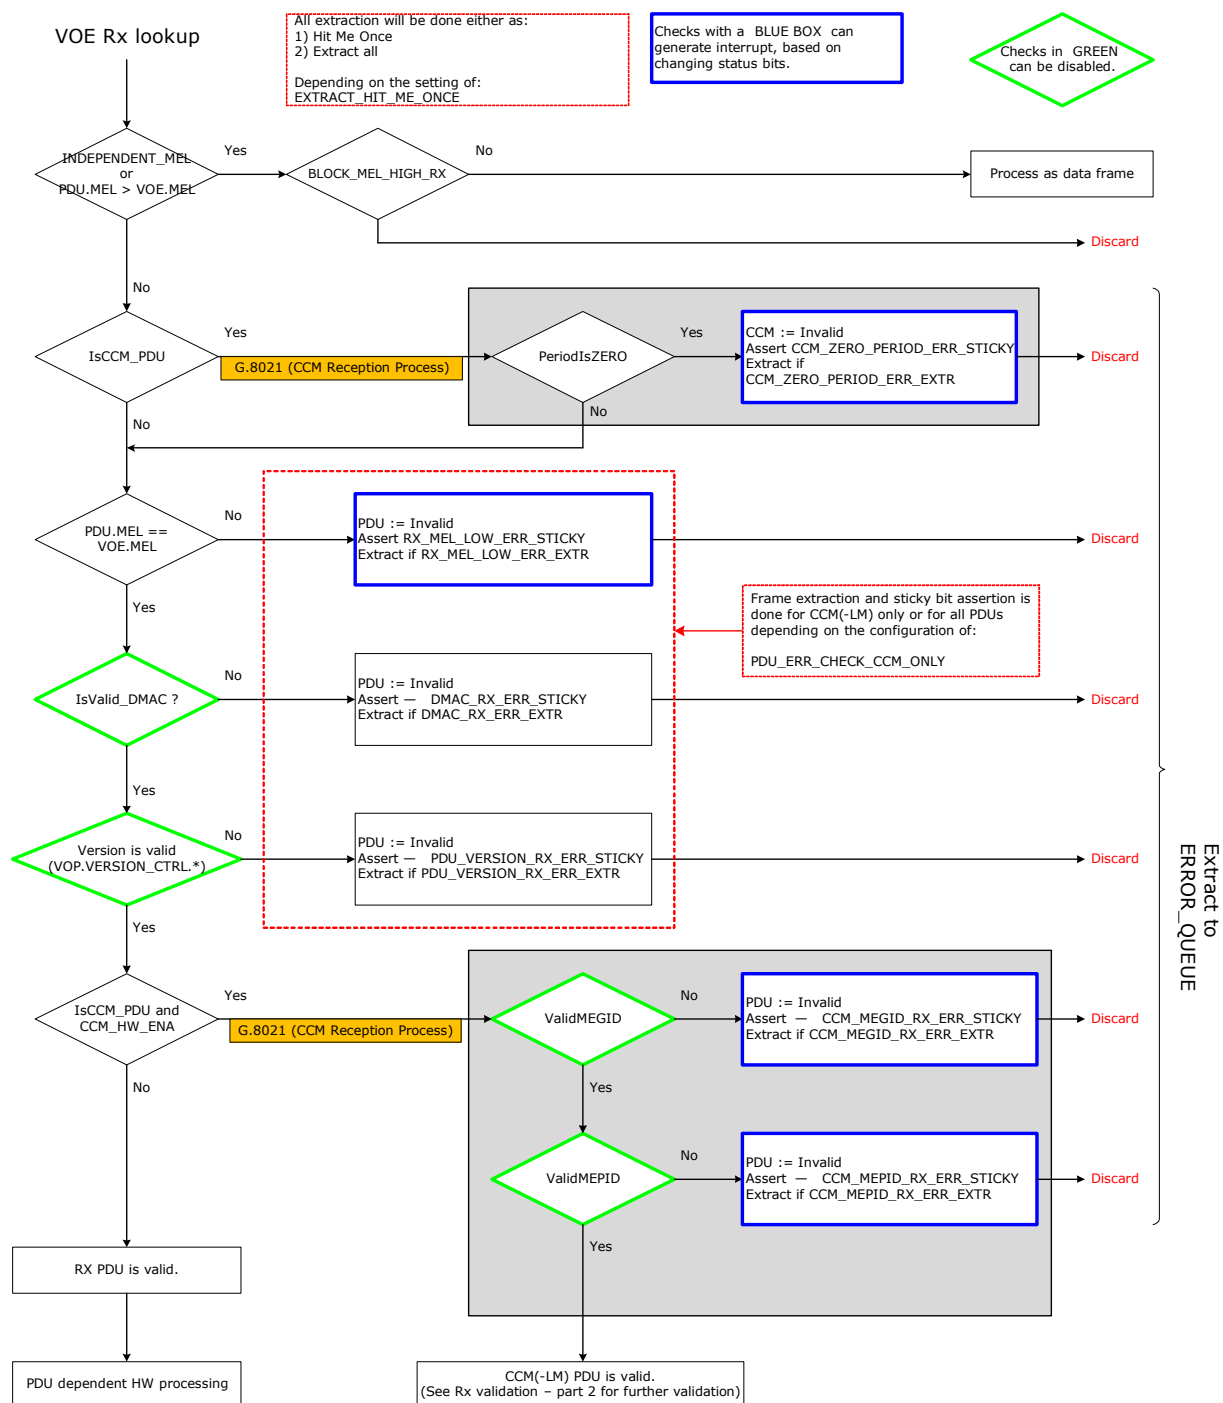 VOE Rx lookup
All extraction will be done either as:
1) Hit Me Once
2) Extract all
Depending on the setting of:
EXTRACT_HIT_ME_ONCE
Checks with a BLUE BOX can
generate interrupt, based on
changing status bits.
Checks in GREEN
can be disabled.
INDEPENDENT_MEL
or
PDU.MEL > VOE.MEL
Yes
BLOCK_MEL_HIGH_RX
No
Process as data frame
Discard
No
IsCCM_PDU
Yes
G.8021 (CCM Reception Process)
PeriodIsZERO
Yes
CCM := Invalid
Assert CCM_ZERO_PERIOD_ERR_STICKY
Extract if
CCM_ZERO_PERIOD_ERR_EXTR
Discard
No
No
PDU.MEL ==
VOE.MEL
No
PDU := Invalid
Assert RX_MEL_LOW_ERR_STICKY
Extract if RX_MEL_LOW_ERR_EXTR
Discard
Yes
Frame extraction and sticky bit assertion is
done for CCM(-LM) only or for all PDUs
depending on the configuration of:
PDU_ERR_CHECK_CCM_ONLY
IsValid_DMAC ?
No
PDU := Invalid
Assert — DMAC_RX_ERR_STICKY
Extract if DMAC_RX_ERR_EXTR
Discard
Yes
Version is valid
(VOP.VERSION_CTRL.*)
No
PDU := Invalid
Assert — PDU_VERSION_RX_ERR_STICKY
Extract if PDU_VERSION_RX_ERR_EXTR
Discard
Extract to
ERROR_QUEUE
Yes
IsCCM_PDU and
CCM_HW_ENA
Yes
G.8021 (CCM Reception Process)
ValidMEGID
No
PDU := Invalid
Assert — CCM_MEGID_RX_ERR_STICKY
Extract if CCM_MEGID_RX_ERR_EXTR
Discard
No
Yes
ValidMEPID
No
PDU := Invalid
Assert — CCM_MEPID_RX_ERR_STICKY
Extract if CCM_MEPID_RX_ERR_EXTR
Discard
Yes
RX PDU is valid.
PDU dependent HW processing
CCM(-LM) PDU is valid.
(See Rx validation – part 2 for further validation)